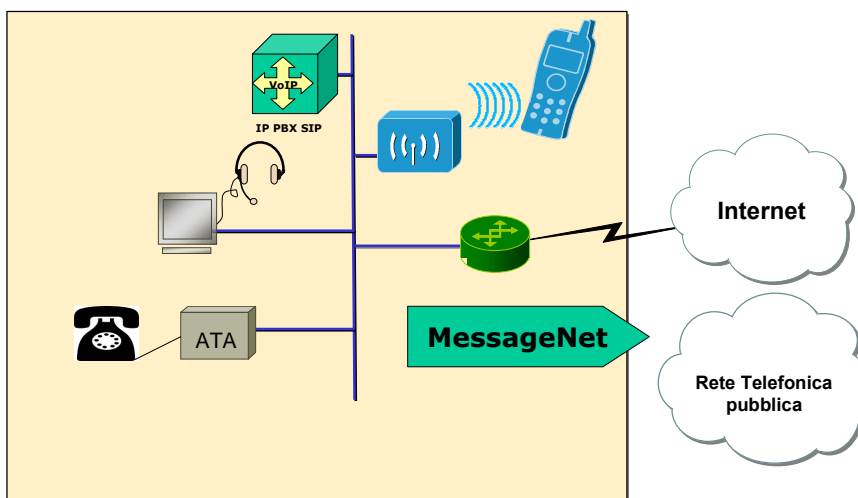 VoIP
IP PBX SIP
Internet
ATA
MessageNet
Rete Telefonica
pubblica